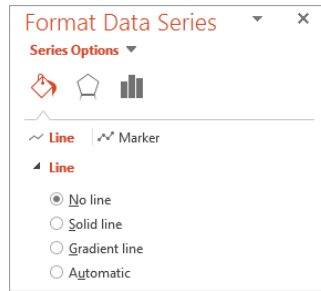 Format Data Series
Series Options
Line Marker
Line
No line
Solid line
Gradient line
Automatic